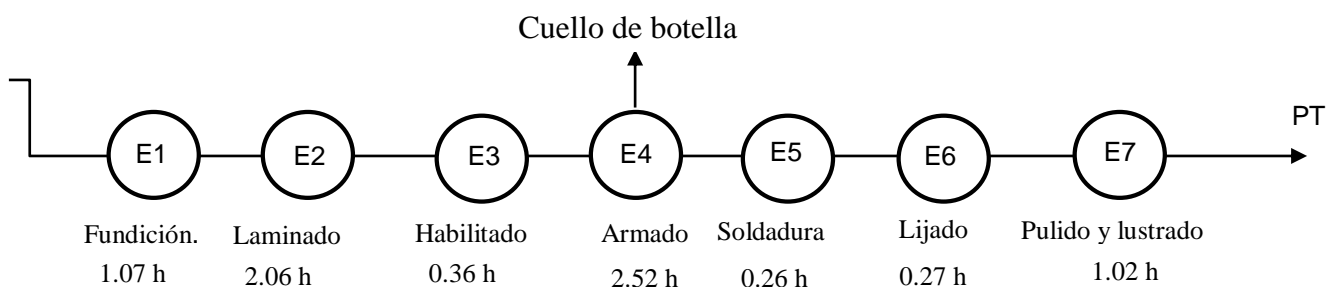 Cuello de botella
PT
E1 E2 E3 E4 E5 E6 E7
Fundición. Laminado Habilitado Armado Soldadura Lijado Pulido y lustrado
1.07 h 2.06 h 0.36 h 2.52 h 0.26 h 0.27 h 1.02 h